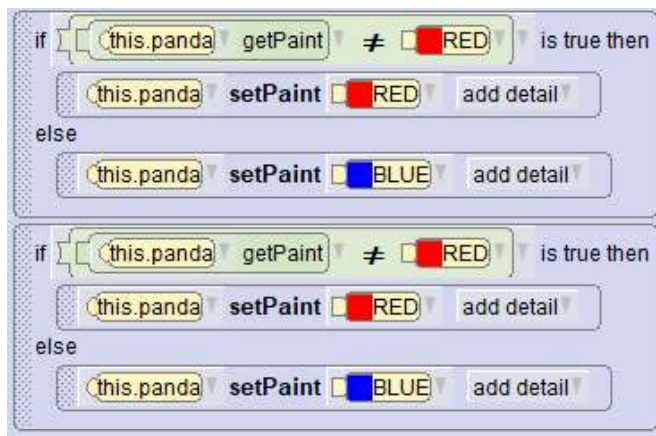 if this.panda getPaint ≠ RED is true then
this.panda setPaint RED add detail
else
this.panda setPaint BLUE add detail
if this.panda getPaint ≠ RED is true then
this.panda setPaint RED add detail
else
this.panda setPaint BLUE add detail